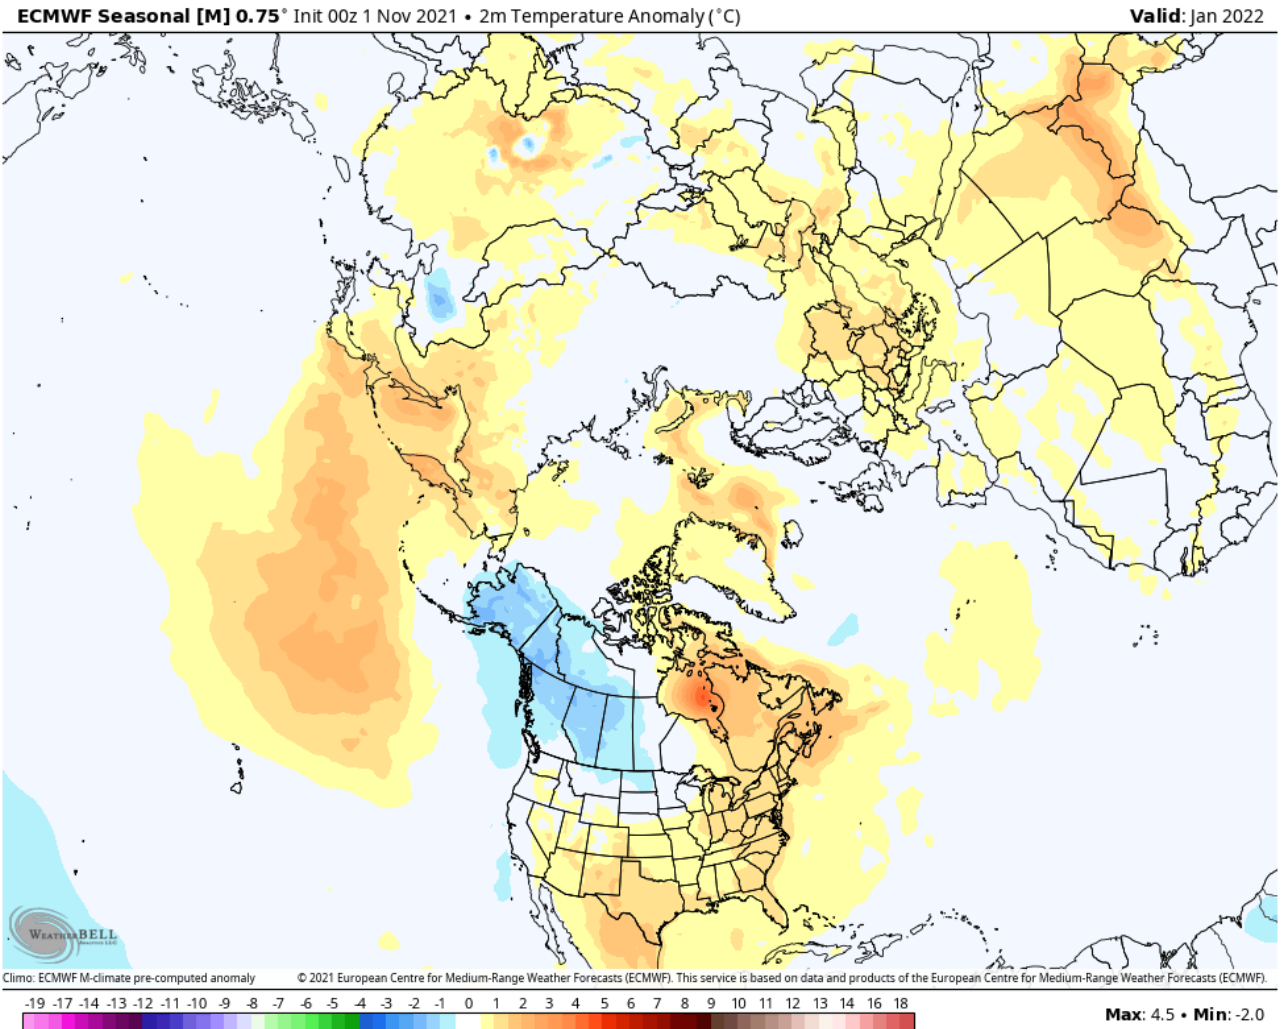 ECMWF Seasonal [M] 0.75° Init 00z 1 Nov 2021 • 2m Temperature Anomaly (°C) Valid: Jan 2022
WEATHERBELL
Analytics LLC
Climo: ECMWF M-climate pre-computed anomaly © 2021 European Centre for Medium-Range Weather Forecasts (ECMWF). This service is based on data and products of the European Centre for Medium-Range Weather Forecasts (ECMWF).
-19 -17 -14 -13 -12 -11 -10 -9 -8 -7 -6 -5 -4 -3 -2 -1 0 1 2 3 4 5 6 7 8 9 10 11 12 13 14 16 18
Max: 4.5 • Min: -2.0